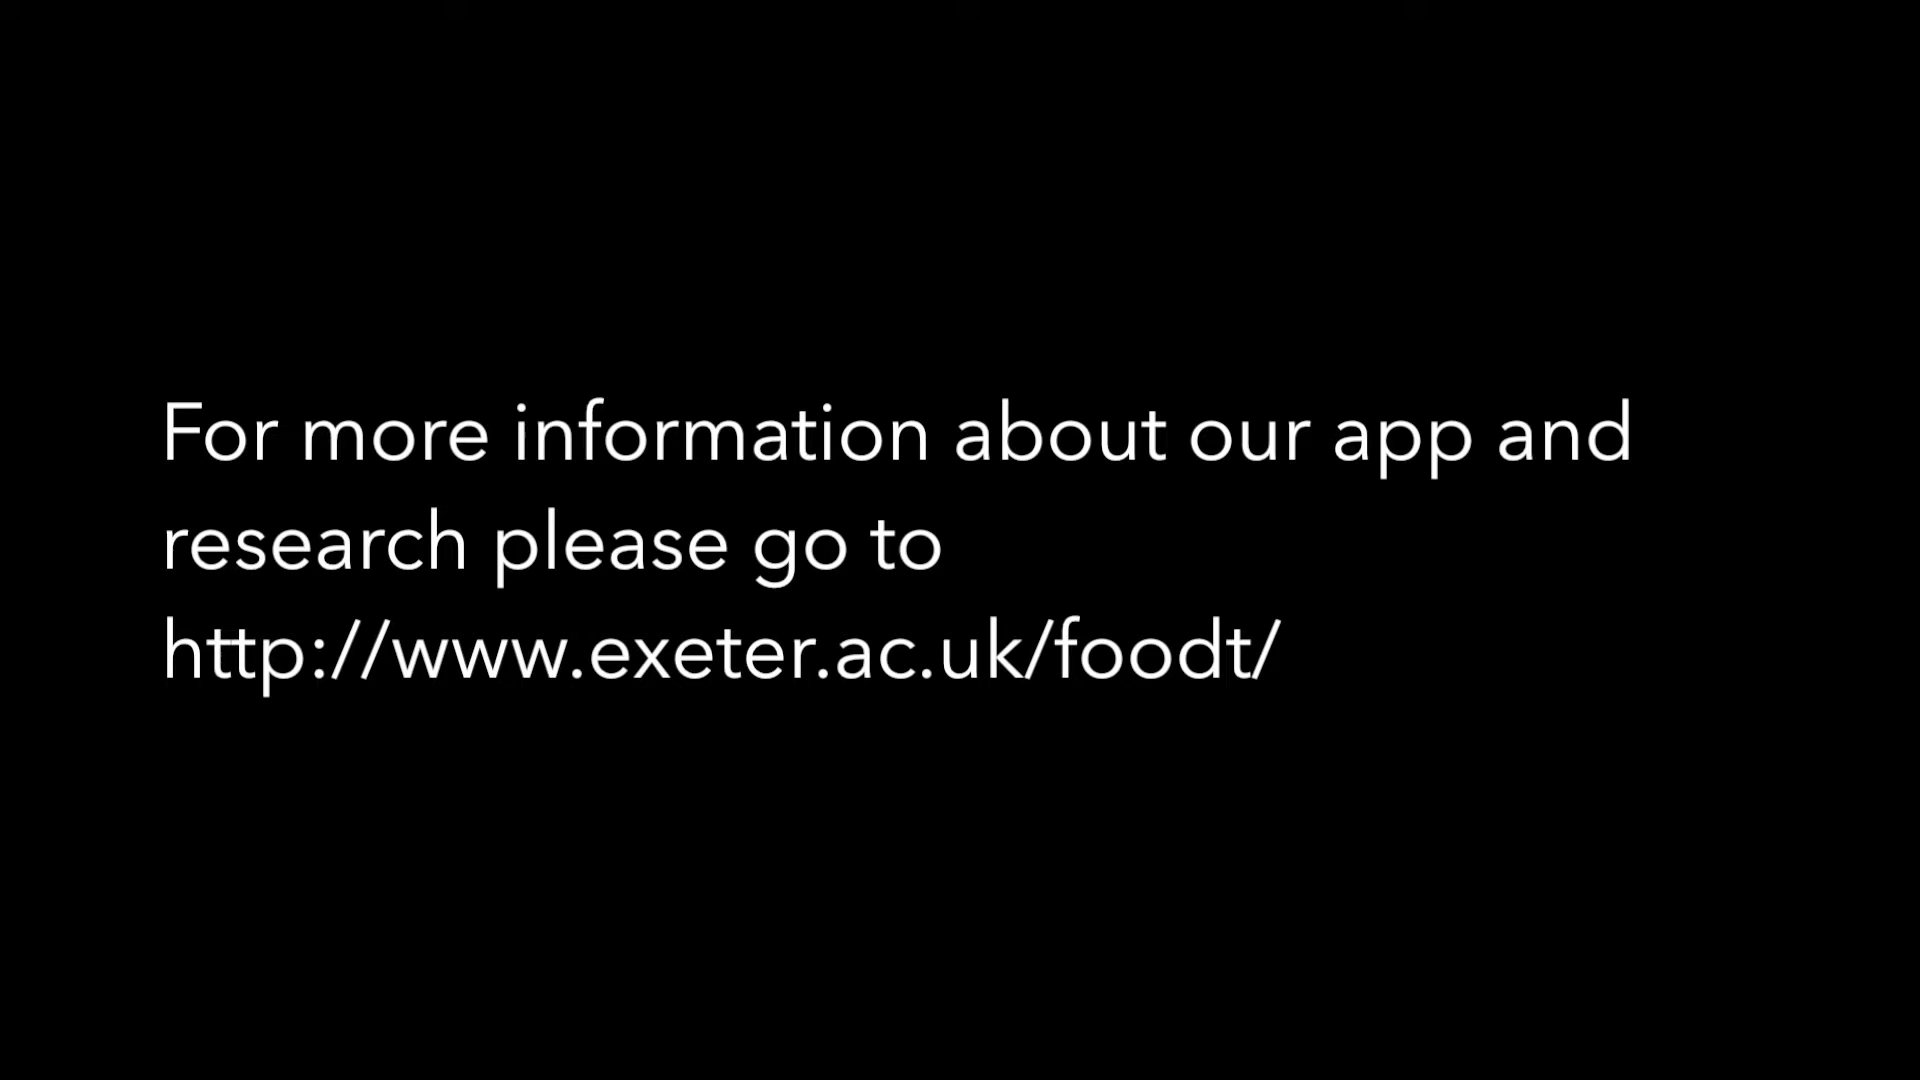 For more information about our app and
research please go to
http://www.exeter.ac.uk/foodt/